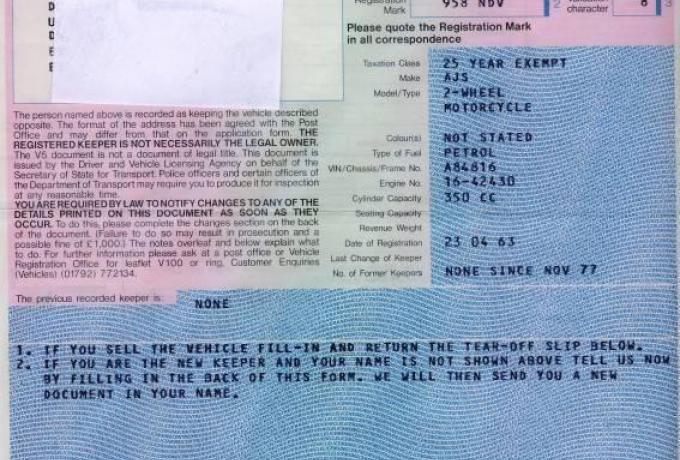 D
U
D
E
E
Registration
Mark
958 NDV
2
character
8
3
Please quote the Registration Mark
in all correspondence
Taxation Class 25 YEAR EXEMPT
Make AJS
Model/Type 2-WHEEL
MOTORCYCLE
Colour(s) NOT STATED
Type of Fuel PETROL
VIN/Chassis/Frame No. A84816
Engine No. 16-42430
Cylinder Capacity 350 CC
Seating Capacity
Revenue Weight
Date of Registration 23 04 63
Last Change of Keeper
No. of Former Keepers NONE SINCE NOV 77
The person named above is recorded as keeping the vehicle described
opposite. The format of the address has been agreed with the Post
Office and may differ from that on the application form. THE
REGISTERED KEEPER IS NOT NECESSARILY THE LEGAL OWNER.
The V5 document is not a document of legal title. This document is
issued by the Driver and Vehicle Licensing Agency on behalf of the
Secretary of State for Transport. Police officers and certain officers of
the Department of Transport may require you to produce it for inspection
at any reasonable time.
YOU ARE REQUIRED BY LAW TO NOTIFY CHANGES TO ANY OF THE
DETAILS PRINTED ON THIS DOCUMENT AS SOON AS THEY
OCCUR. To do this, please complete the changes section on the back
of the document. (Failure to do so may result in prosecution and a
possible fine of £1,000.) The notes overleaf and below explain what
to do. For further information please ask at a post office or Vehicle
Registration Office for leaflet V100 or ring, Customer Enquiries
(Vehicles) (01792) 772134.
The previous recorded keeper is: NONE
1. IF YOU SELL THE VEHICLE FILL-IN AND RETURN THE TEAR-OFF SLIP BELOW.
2. IF YOU ARE THE NEW KEEPER AND YOUR NAME IS NOT SHOWN ABOVE TELL US NOW
BY FILLING IN THE BACK OF THIS FORM. WE WILL THEN SEND YOU A NEW
DOCUMENT IN YOUR NAME.